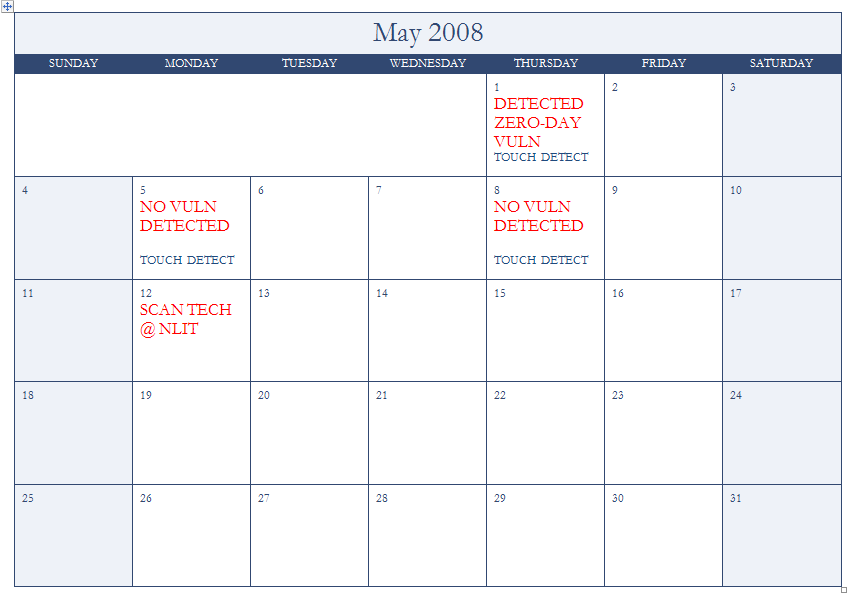 May 2008
SUNDAY MONDAY TUESDAY WEDNESDAY THURSDAY FRIDAY SATURDAY
1 2 3
DETECTED
ZERO-DAY
VULN
TOUCH DETECT
4 5 6 7 8 9 10
NO VULN NO VULN
DETECTED DETECTED
TOUCH DETECT TOUCH DETECT
11 12 13 14 15 16 17
SCAN TECH
@ NLIT
18 19 20 21 22 23 24
25 26 27 28 29 30 31